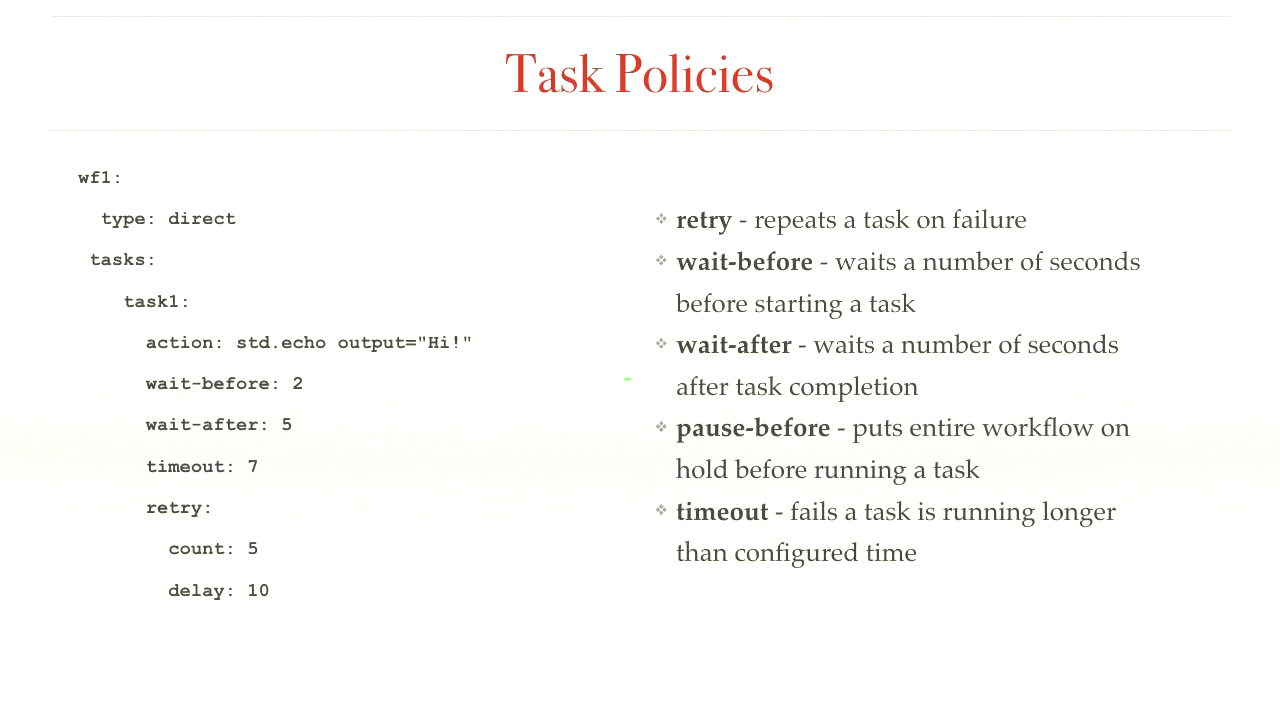 Task Policies
wf1:
type: direct
tasks:
task1:
action: std.echo output="Hi!"
wait-before: 2
wait-after: 5
timeout: 7
retry:
count: 5
delay: 10
retry - repeats a task on failure
wait-before - waits a number of seconds
before starting a task
wait-after - waits a number of seconds
after task completion
pause-before - puts entire workflow on
hold before running a task
timeout - fails a task is running longer
than configured time